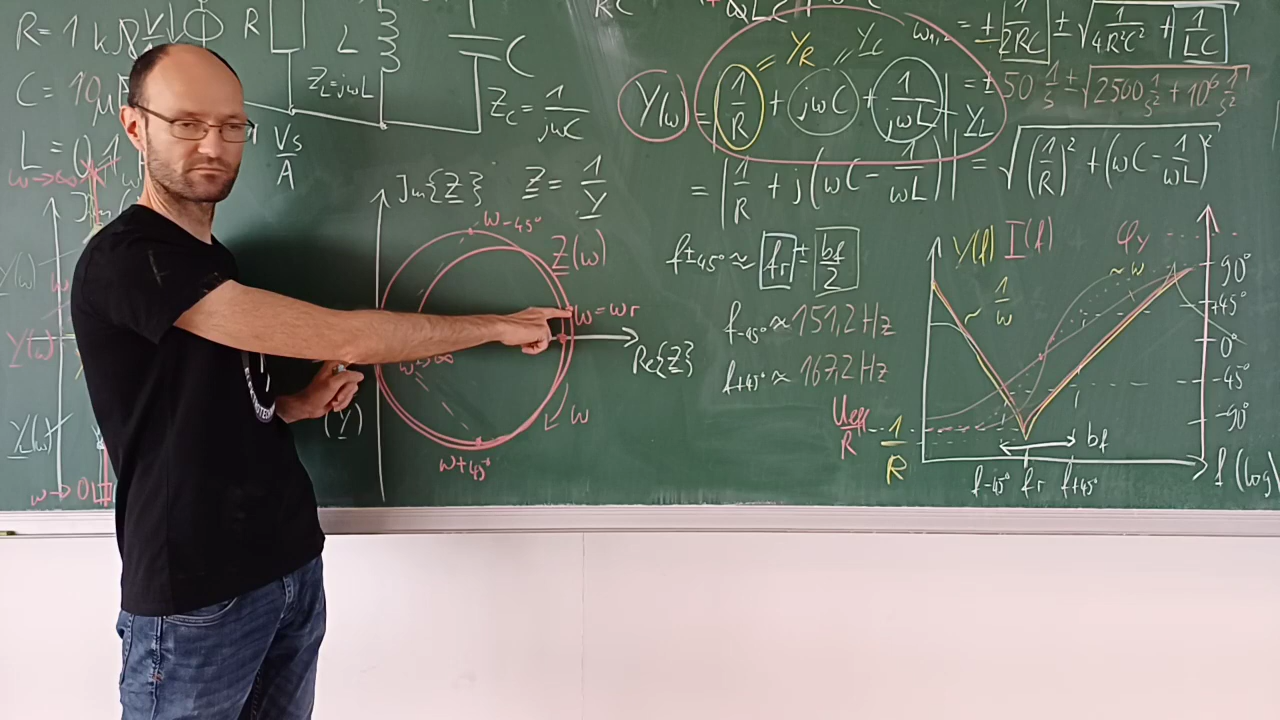 R = 1 kΩ
R
L
C
C = 10 μ
Z_L = jωL
Z_C = 1/jωC
L = 0,1
Vs/A
ω→∞
Y(ω)
Y(ω)
Y(ω)
ω→0
Im{Z}
Z = 1/Y
ω-45°
Z(ω)
ω = ωr
Re{Z}
ω→∞
ω
ω+45°
(Y)
RC
= Y_R
= Y_C
Y(ω) = | 1/R + jωC + 1/jωL |
Y_L
= | 1/R + j(ωC - 1/ωL) | = √((1/R)² + (ωC - 1/ωL)²)
ω1,2 = ± 1/2RC ± √(1/4R²C² + 1/LC)
= ± 50 1/s ± √(2500 1/s² + 10⁶ 1/s²)
f±45° ≈ fr ± bf/2
f-45° ≈ 151,2 Hz
f+45° ≈ 167,2 Hz
Y(f) I(f) φY
~ 1/ω
~ ω
90°
+45°
0°
-45°
-90°
Ueff/R
1/R
bf
f-45° fr f+45°
f (log)